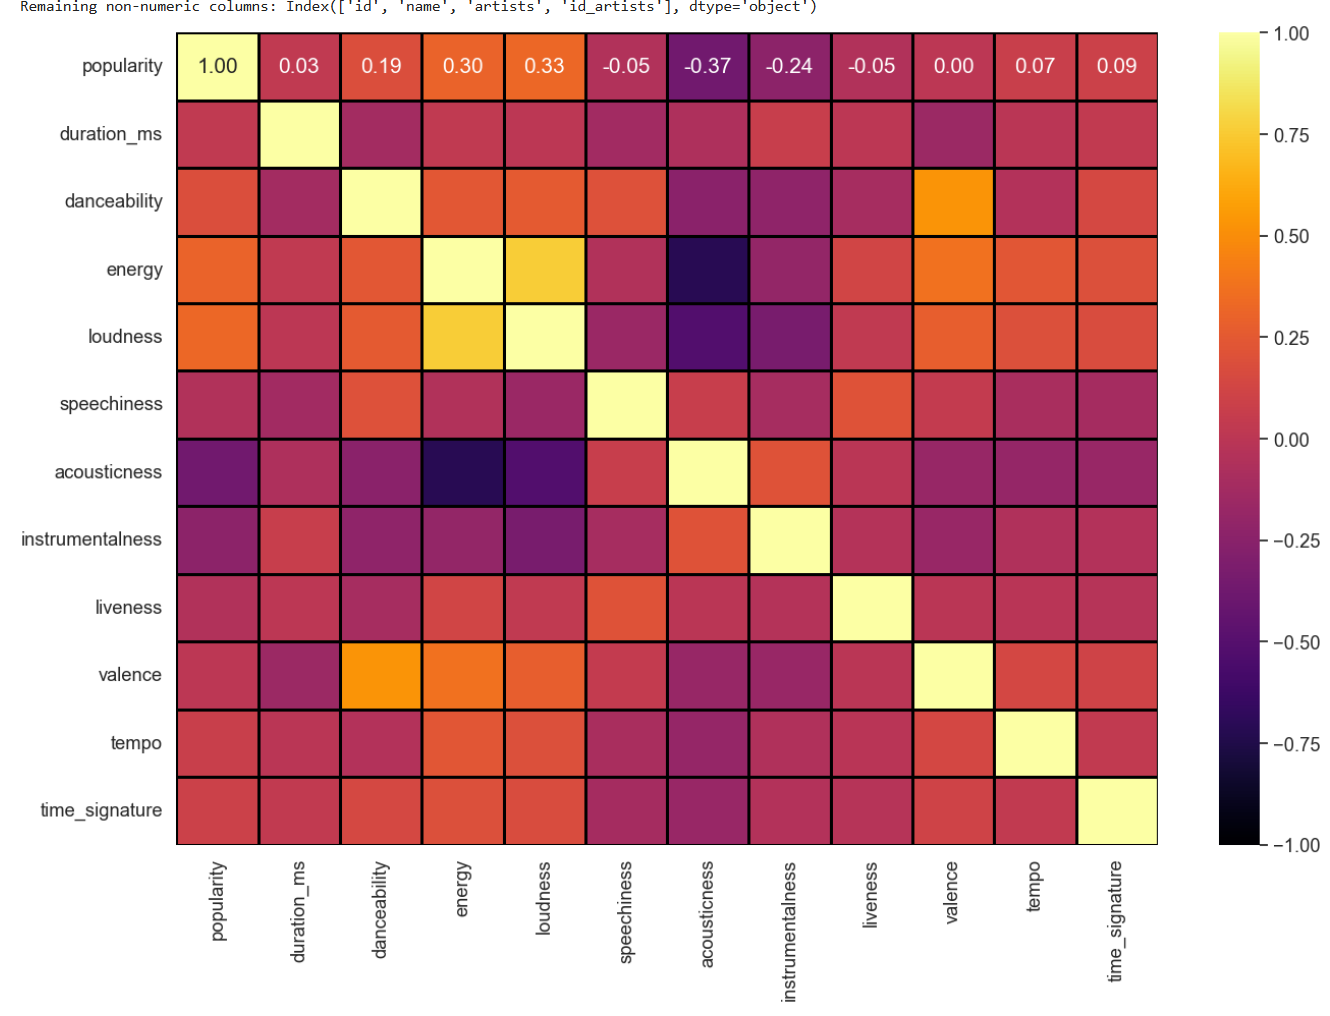 Remaining non-numeric columns: Index(['id', 'name', 'artists', 'id_artists'], dtype='object')
popularity 1.00 0.03 0.19 0.30 0.33 -0.05 -0.37 -0.24 -0.05 0.00 0.07 0.09
duration_ms
danceability
energy
loudness
speechiness
acousticness
instrumentalness
liveness
valence
tempo
time_signature
popularity
duration_ms
danceability
energy
loudness
speechiness
acousticness
instrumentalness
liveness
valence
tempo
time_signature
1.00
0.75
0.50
0.25
0.00
−0.25
−0.50
−0.75
−1.00